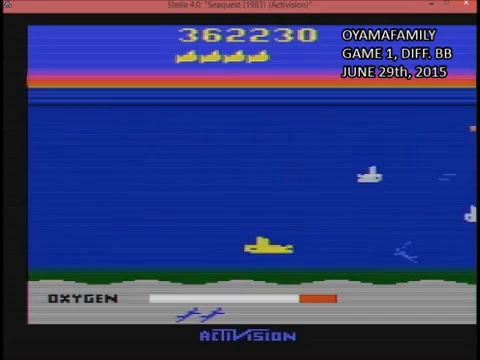 Stella 4.0: "Seaquest (1983) (Activision)"
362230
OYAMAFAMILY
GAME 1, DIFF. BB
JUNE 29th, 2015
OXYGEN
ACTIVISION